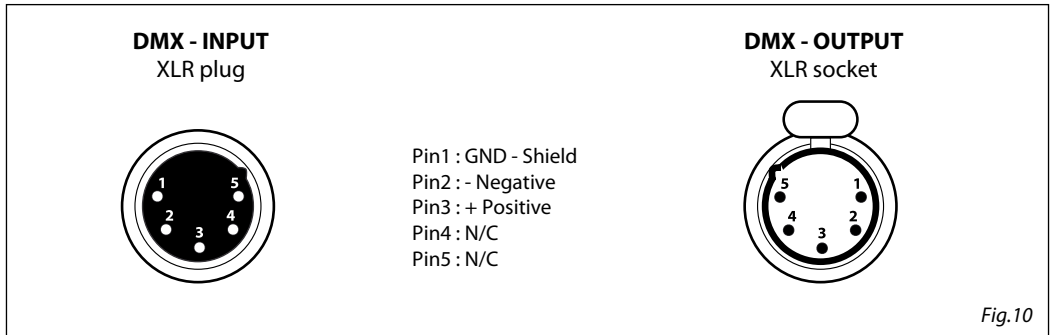 DMX - INPUT
XLR plug
1
5
2
4
3
Pin1 : GND - Shield
Pin2 : - Negative
Pin3 : + Positive
Pin4 : N/C
Pin5 : N/C
DMX - OUTPUT
XLR socket
5
1
4
2
3
Fig.10